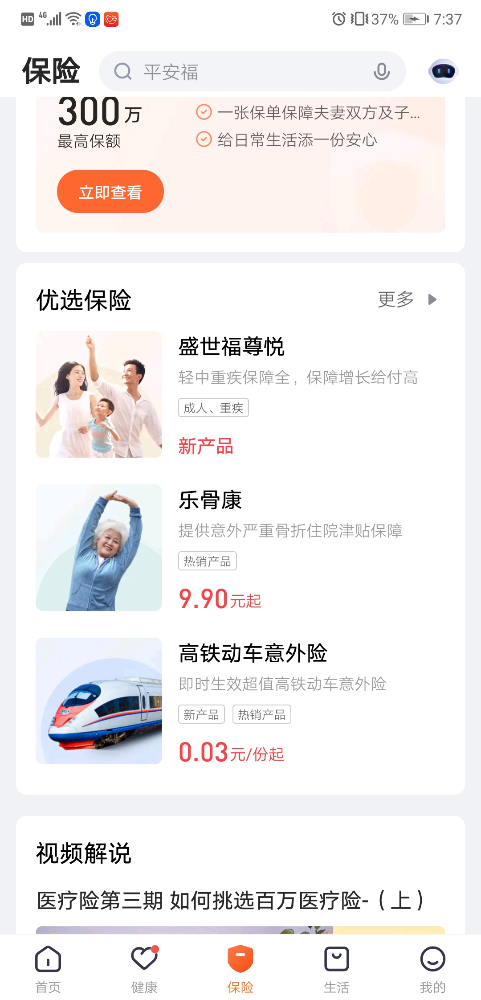 HD 4G 37% 7:37
保险 平安福
300万
最高保额
一张保单保障夫妻双方及子...
给日常生活添一份安心
立即查看
优选保险 更多
盛世福尊悦
轻中重疾保障全，保障增长给付高
成人、重疾
新产品
乐骨康
提供意外严重骨折住院津贴保障
热销产品
9.90元起
高铁动车意外险
即时生效超值高铁动车意外险
新产品 热销产品
0.03元/份起
视频解说
医疗险第三期 如何挑选百万医疗险-（上）
首页 健康 保险 生活 我的